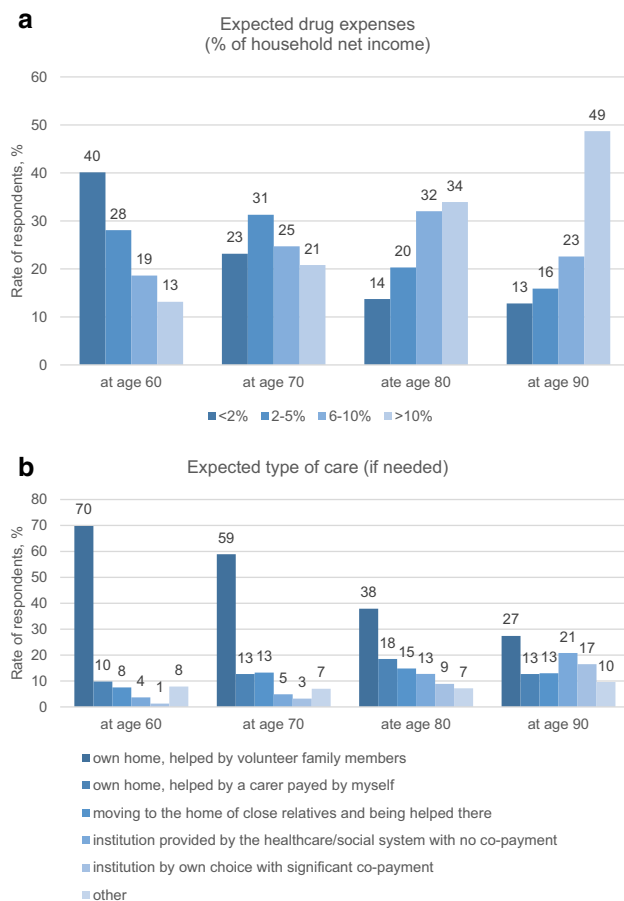 a
Expected drug expenses
(% of household net income)
Rate of respondents, %
60
50
40
30
20
10
0
40
28
19
13
23
31
25
21
14
20
32
34
13
16
23
49
at age 60
at age 70
ate age 80
at age 90
<2% 2-5% 6-10% >10%
b
Expected type of care (if needed)
Rate of respondents, %
80
70
60
50
40
30
20
10
0
70
10
8
4
1
8
59
13
13
5
3
7
38
18
15
13
9
7
27
13
13
21
17
10
at age 60
at age 70
ate age 80
at age 90
own home, helped by volunteer family members
own home, helped by a carer payed by myself
moving to the home of close relatives and being helped there
institution provided by the healthcare/social system with no co-payment
institution by own choice with significant co-payment
other